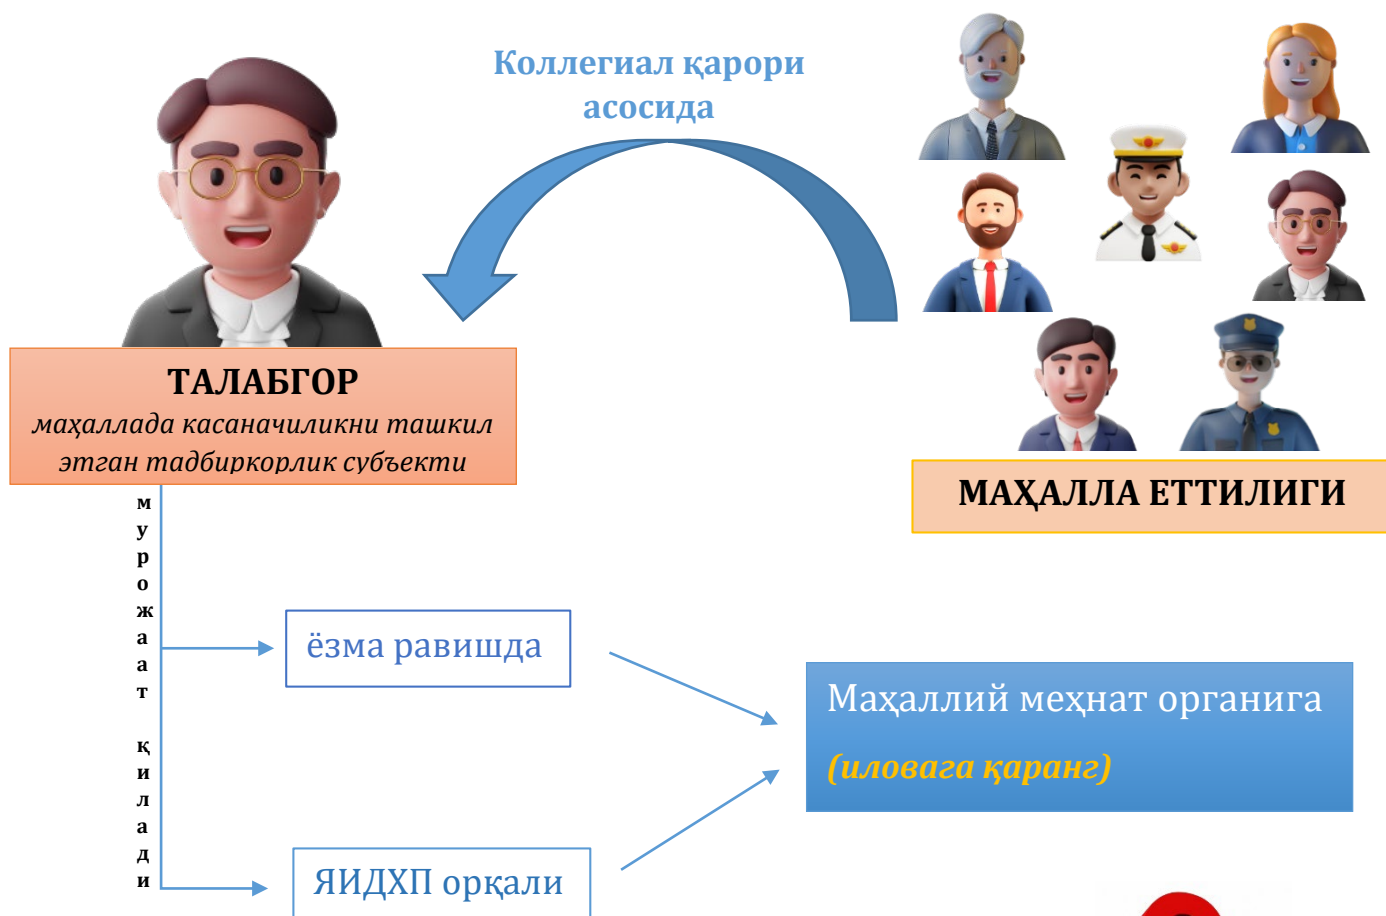 Коллегиал қарори
асосида
ТАЛАБГОР
маҳаллада касаначиликни ташкил
этган тадбиркорлик субъекти
МАҲАЛЛА ЕТТИЛИГИ
мурожаат қилади
ёзма равишда
Маҳаллий меҳнат органига
(иловага қаранг)
ЯИДХП орқали